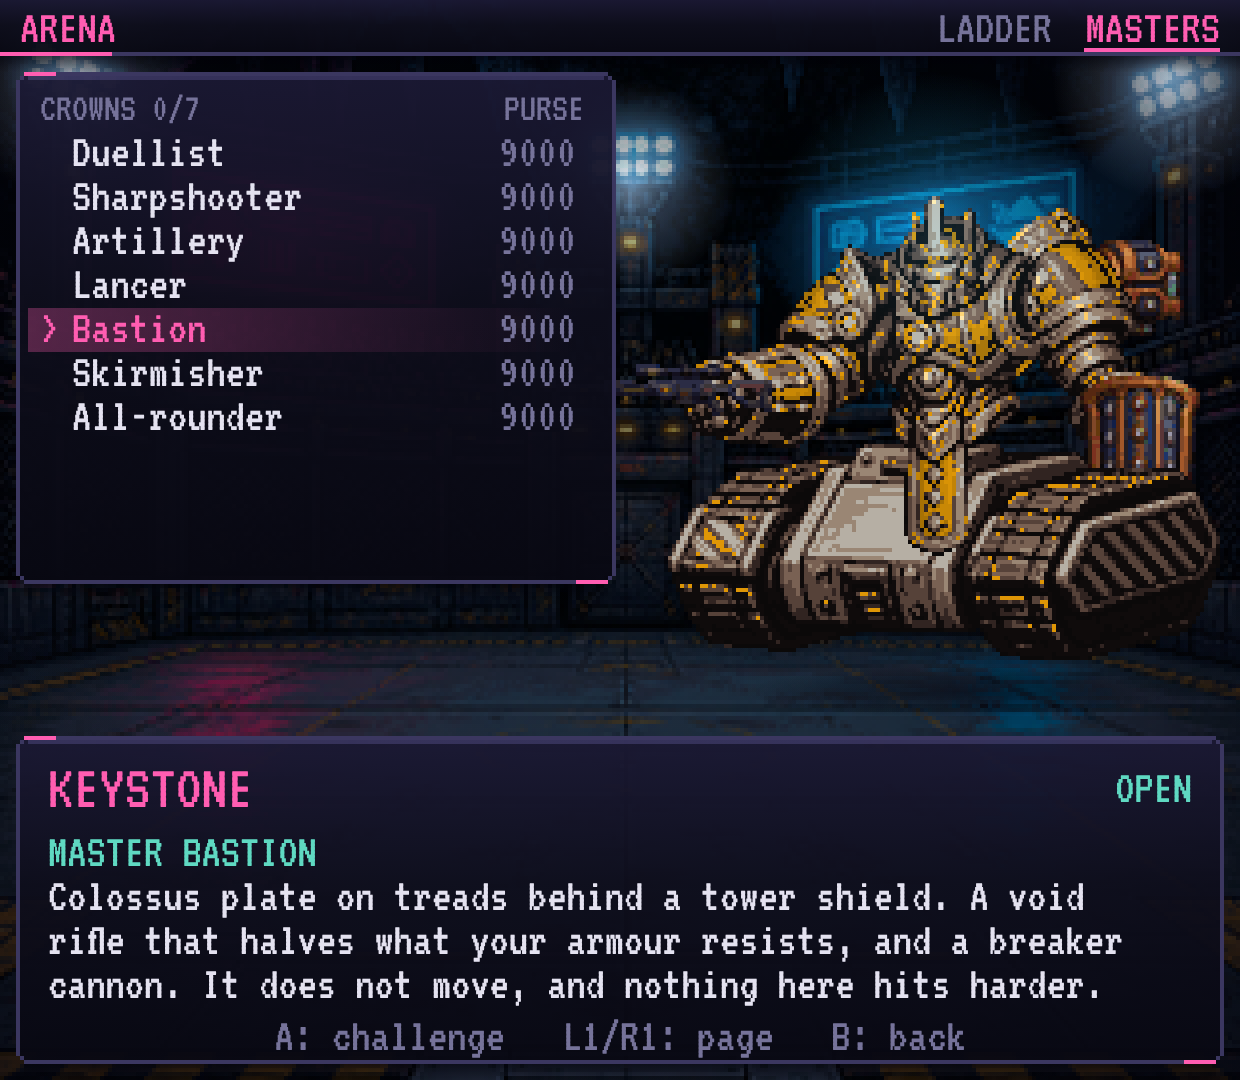 ARENA LADDER MASTERS
CROWNS 0/7 PURSE
Duellist 9000
Sharpshooter 9000
Artillery 9000
Lancer 9000
> Bastion 9000
Skirmisher 9000
All-rounder 9000
KEYSTONE OPEN
MASTER BASTION
Colossus plate on treads behind a tower shield. A void
rifle that halves what your armour resists, and a breaker
cannon. It does not move, and nothing here hits harder.
A: challenge L1/R1: page B: back